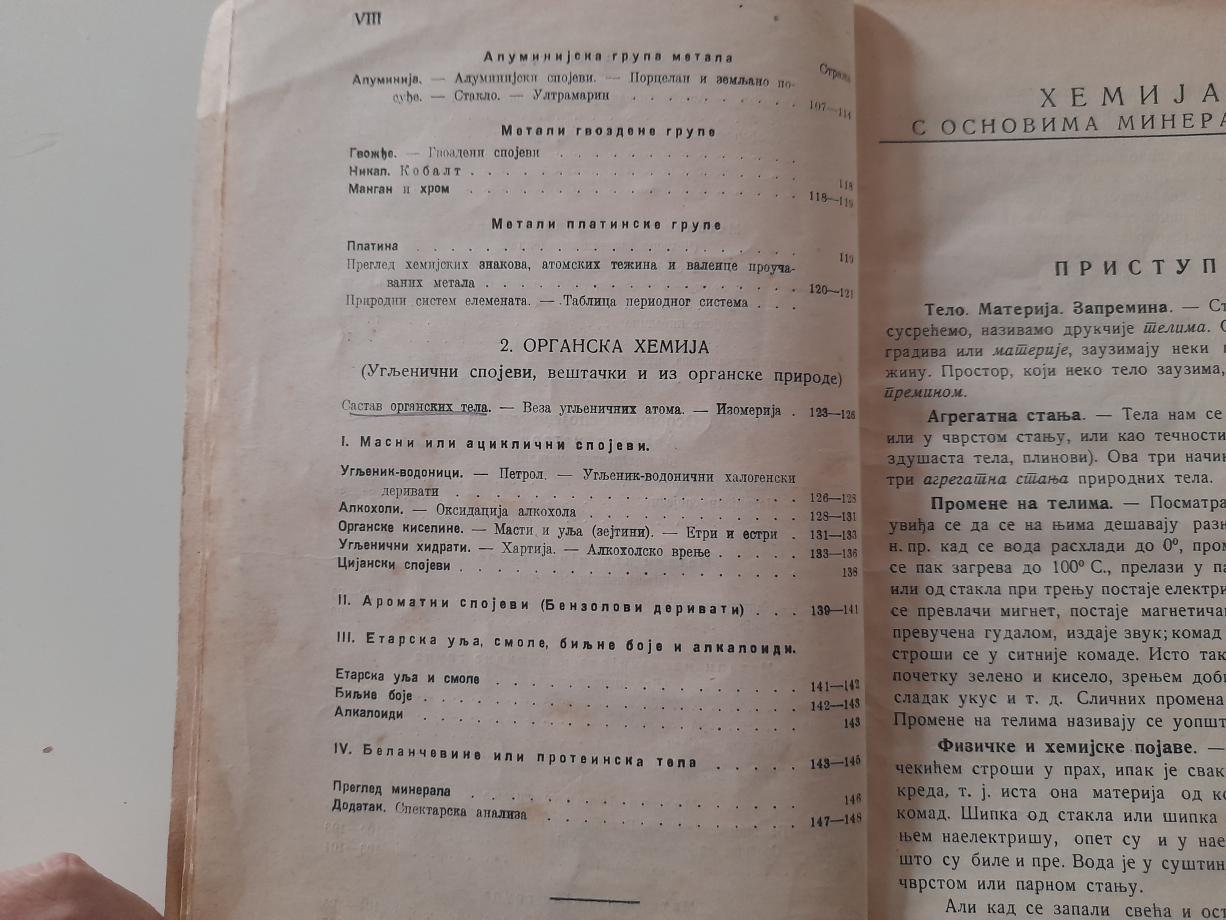 VIII
Алуминијска група метала
Страна
Алуминија. — Алуминијски спојеви. — Порцелан и земљано по-
суђе. — Стакло. — Ултрамарин . . . . . . . . . . 107—114
Метали гвоздене групе
Гвожђе. — Гвоздени спојеви . . . . . . . . . . . . .
Никал. Кобалт . . . . . . . . . . . . . . . . . 118
Манган и хром . . . . . . . . . . . . . . . . . 118—119
Метали платинске групе
Платина . . . . . . . . . . . . . . . . . . . 119
Преглед хемијских знакова, атомских тежина и валенце проуча-
ваних метала . . . . . . . . . . . . . . . . . 120—121
Природни систем елемената. — Таблица периодног система . . .
2. ОРГАНСКА ХЕМИЈА
(Угљенични спојеви, вештачки и из органске природе)
Састав органских тела. — Веза угљеничних атома. — Изомерија . 123—126
I. Масни или ациклични спојеви.
Угљеник-водоници. — Петрол. — Угљеник-водонични халогенски
деривати . . . . . . . . . . . . . . . . . . 126—128
Алкохоли. — Оксидација алкохола . . . . . . . . . . . 128—131
Органске киселине. — Масти и уља (зејтини). — Етри и естри . 131—133
Угљенични хидрати. — Хартија. — Алкохолско врење . . . . . 133—136
Цијански спојеви . . . . . . . . . . . . . . . . . 138
II. Ароматни спојеви (Бензолови деривати) . . . 139—141
III. Етарска уља, смоле, биљне боје и алкалоиди.
Етарска уља и смоле . . . . . . . . . . . . . . . . 141—142
Биљне боје . . . . . . . . . . . . . . . . . . . 142—143
Алкалоиди . . . . . . . . . . . . . . . . . . . 143
IV. Беланчевине или протеинска тела . . . . . 143—145
Преглед минерала . . . . . . . . . . . . . . . . . 146
Додатак. Спектарска анализа . . . . . . . . . . . . . 147—148
ХЕМИЈА
С ОСНОВИМА МИНЕРА
ПРИСТУП
Тело. Материја. Запремина. — Ст
сусрећемо, називамо друкчије телима. С
градива или материје, заузимају неки
жину. Простор, који неко тело заузима,
премином.
Агрегатна стања. — Тела нам се
или у чврстом стању, или као течности
здушаста тела, плинови). Ова три начин
три агрегатна стања природних тела.
Промене на телима. — Посматра
увиђа се да се на њима дешавају разн
н. пр. кад се вода расхлади до 0⁰, пром
се пак загрева до 100⁰ С., прелази у па
или од стакла при трењу постаје електри
се превлачи мигнет, постаје магнетича
превучена гудалом, издаје звук; комад
строши се у ситније комаде. Исто так
почетку зелено и кисело, зрењем доби
сладак укус и т. д. Сличних промена
Промене на телима називају се уопшт
Физичке и хемијске појаве. —
чекићем строши у прах, ипак је свак
креда, т. ј. иста она материја од ко
комад. Шипка од стакла или шипка
њем наелектришу, опет су и у нае
што су биле и пре. Вода је у суштин
чврстом или парном стању.
Али кад се запали свећа и ост